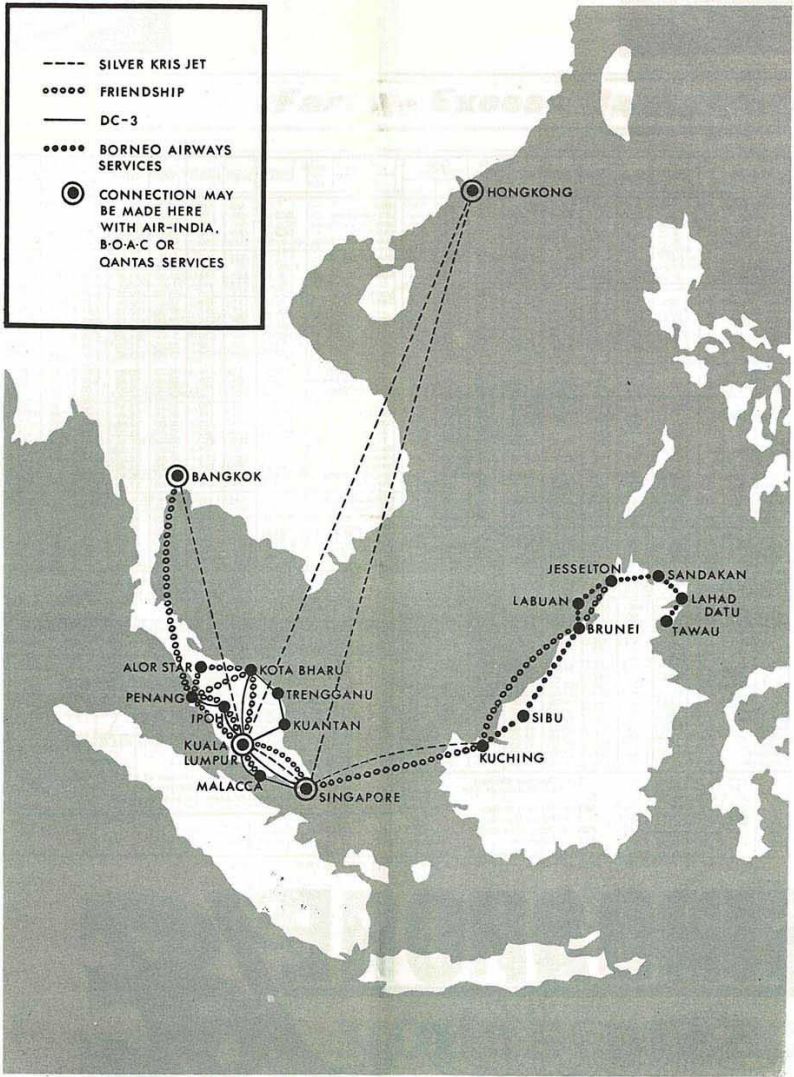 SILVER KRIS JET
FRIENDSHIP
DC-3
BORNEO AIRWAYS
SERVICES
CONNECTION MAY
BE MADE HERE
WITH AIR-INDIA,
B·O·A·C OR
QANTAS SERVICES
HONGKONG
BANGKOK
JESSELTON
SANDAKAN
LABUAN
LAHAD
DATU
BRUNEI
TAWAU
ALOR STAR
KOTA BHARU
PENANG
TRENGGANU
IPOH
KUANTAN
SIBU
KUALA
LUMPUR
KUCHING
MALACCA
SINGAPORE